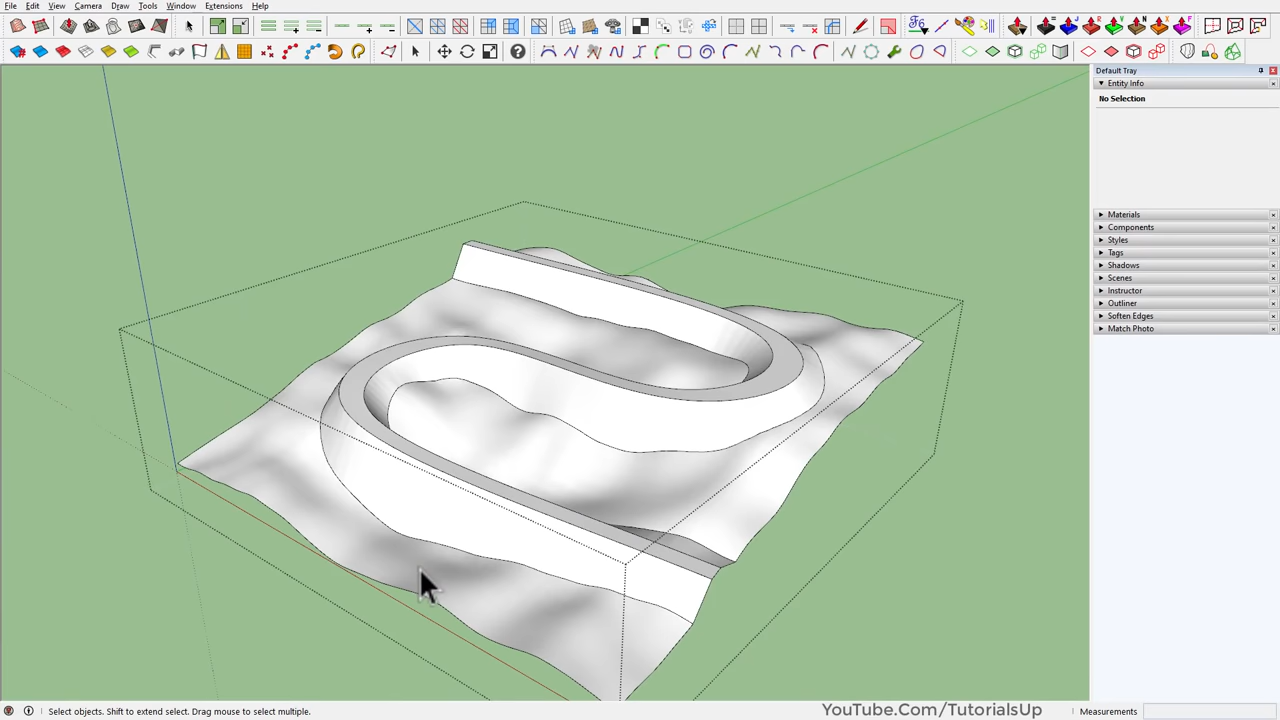 File Edit View Camera Draw Tools Window Extensions Help
Default Tray
Entity Info
No Selection
Materials
Components
Styles
Tags
Shadows
Scenes
Instructor
Outliner
Soften Edges
Match Photo
Select objects. Shift to extend select. Drag mouse to select multiple.
YouTube.Com/TutorialsUp
Measurements